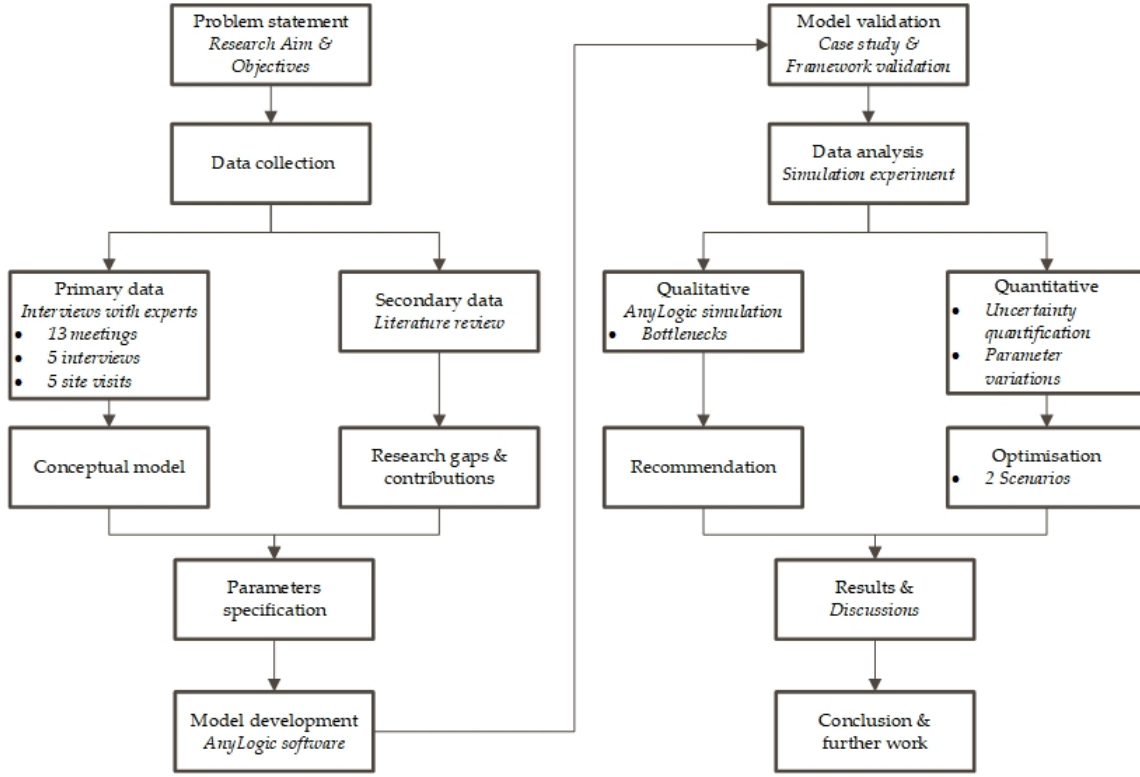 Problem statement
Research Aim &
Objectives
Data collection
Primary data
Interviews with experts
• 13 meetings
• 5 interviews
• 5 site visits
Secondary data
Literature review
Conceptual model
Research gaps &
contributions
Parameters
specification
Model development
AnyLogic software
Model validation
Case study &
Framework validation
Data analysis
Simulation experiment
Qualitative
AnyLogic simulation
• Bottlenecks
Quantitative
• Uncertainty
quantification
• Parameter
variations
Recommendation
Optimisation
• 2 Scenarios
Results &
Discussions
Conclusion &
further work